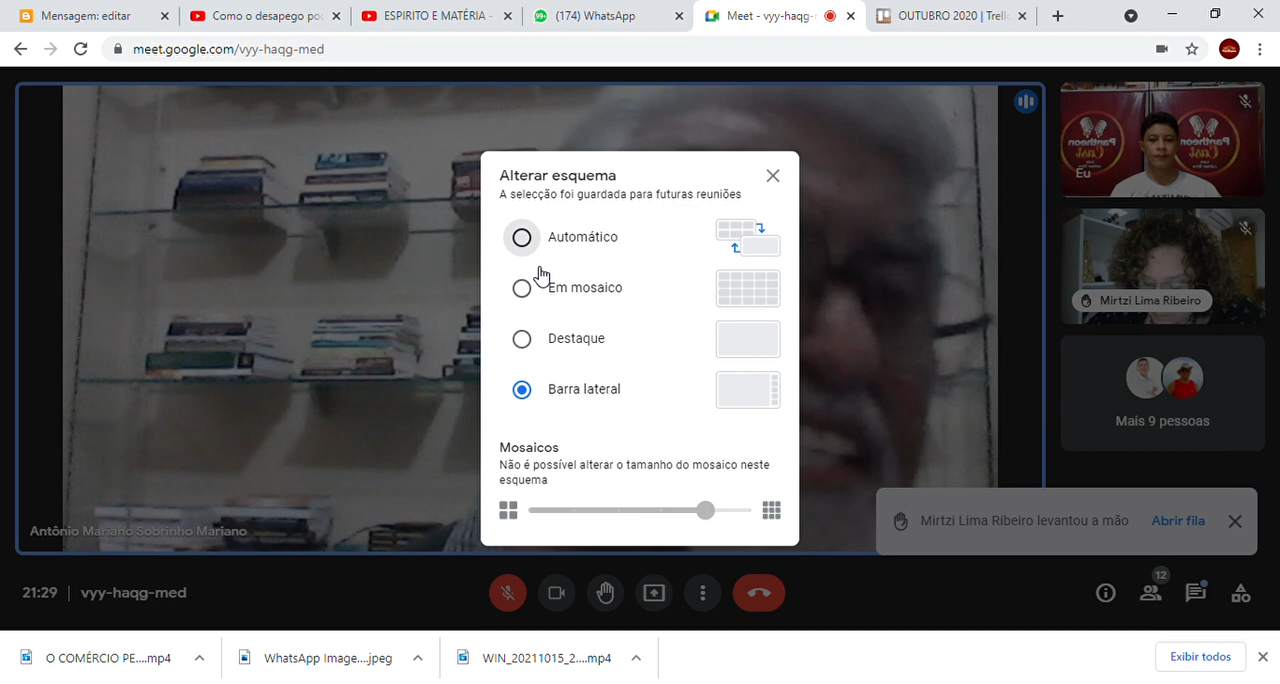 Mensagem: editar
Como o desapego po
ESPIRITO E MATÉRIA -
99+
(174) WhatsApp
Meet - vyy-haqg-
OUTUBRO 2020 | Trell
meet.google.com/vyy-haqg-med
Alterar esquema
A selecção foi guardada para futuras reuniões
Automático
Em mosaico
Destaque
Barra lateral
Mosaicos
Não é possível alterar o tamanho do mosaico neste
esquema
Eu
Mirtzi Lima Ribeiro
Mais 9 pessoas
Mirtzi Lima Ribeiro levantou a mão
Abrir fila
Antônio Mariano Sobrinho Mariano
21:29 | vyy-haqg-med
12
O COMÉRCIO PE....mp4
WhatsApp Image....jpeg
WIN_20211015_2....mp4
Exibir todos